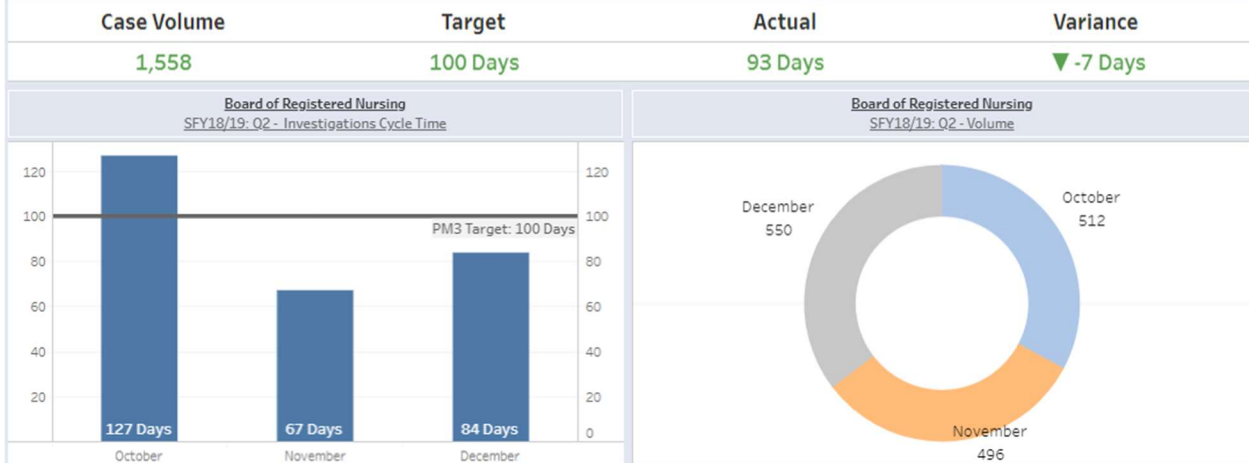 Case Volume Target Actual Variance
1,558 100 Days 93 Days ▼ -7 Days
Board of Registered Nursing
SFY18/19: Q2 - Investigations Cycle Time
120 120
100 100
PM3 Target: 100 Days
80 80
60 60
40 40
20 20
0
127 Days 67 Days 84 Days
October November December
Board of Registered Nursing
SFY18/19: Q2 - Volume
October
512
December
550
November
496